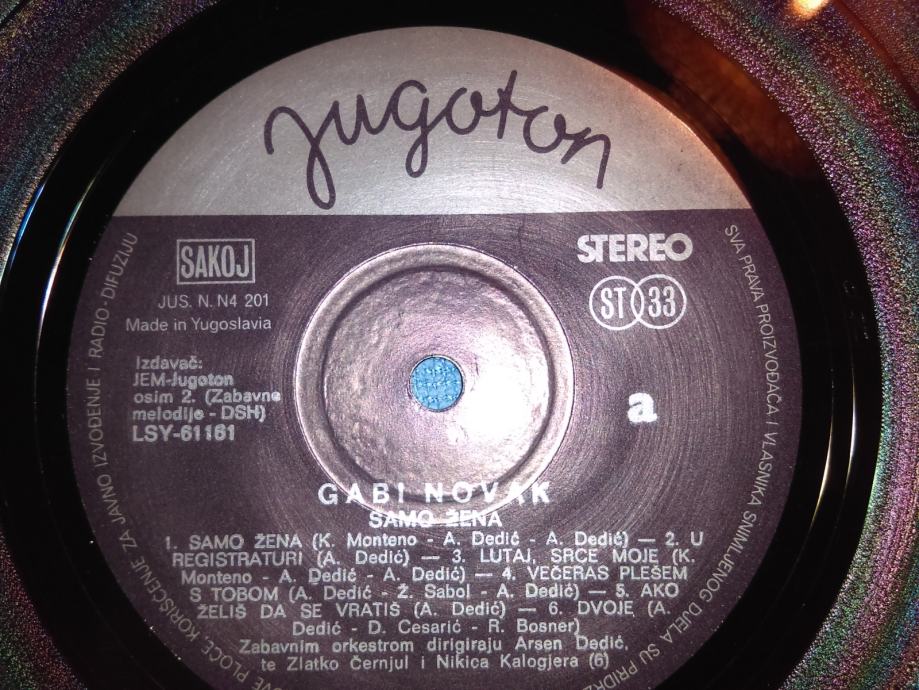 jugoton
SAKOJ
JUS. N. N4 201
Made in Yugoslavia
STEREO
ST 33
Izdavač:
JEM-Jugoton
osim 2. (Zabavne
melodije - DSH)
LSY-61161
a
GABI NOVAK
SAMO ŽENA
1. SAMO ŽENA (K. Monteno - A. Dedić - A. Dedić) — 2. U
REGISTRATURI (A. Dedić) — 3. LUTAJ, SRCE MOJE (K.
Monteno - A. Dedić - A. Dedić) — 4. VEČERAS PLEŠEM
S TOBOM (A. Dedić - Ž. Sabol - A. Dedić) — 5. AKO
ŽELIŠ DA SE VRATIŠ (A. Dedić) — 6. DVOJE (A.
Dedić - D. Cesarić - R. Bosner)
Zabavnim orkestrom dirigiraju Arsen Dedić,
te Zlatko Černjul i Nikica Kalogjera (6)
SVA PRAVA PROIZVOĐAČA I VLASNIKA SNIMLJENOG DJELA SU PRIDRŽ
OVE PLOČE, KORIŠĆENJE ZA JAVNO IZVOĐENJE I RADIO-DIFUZIJU